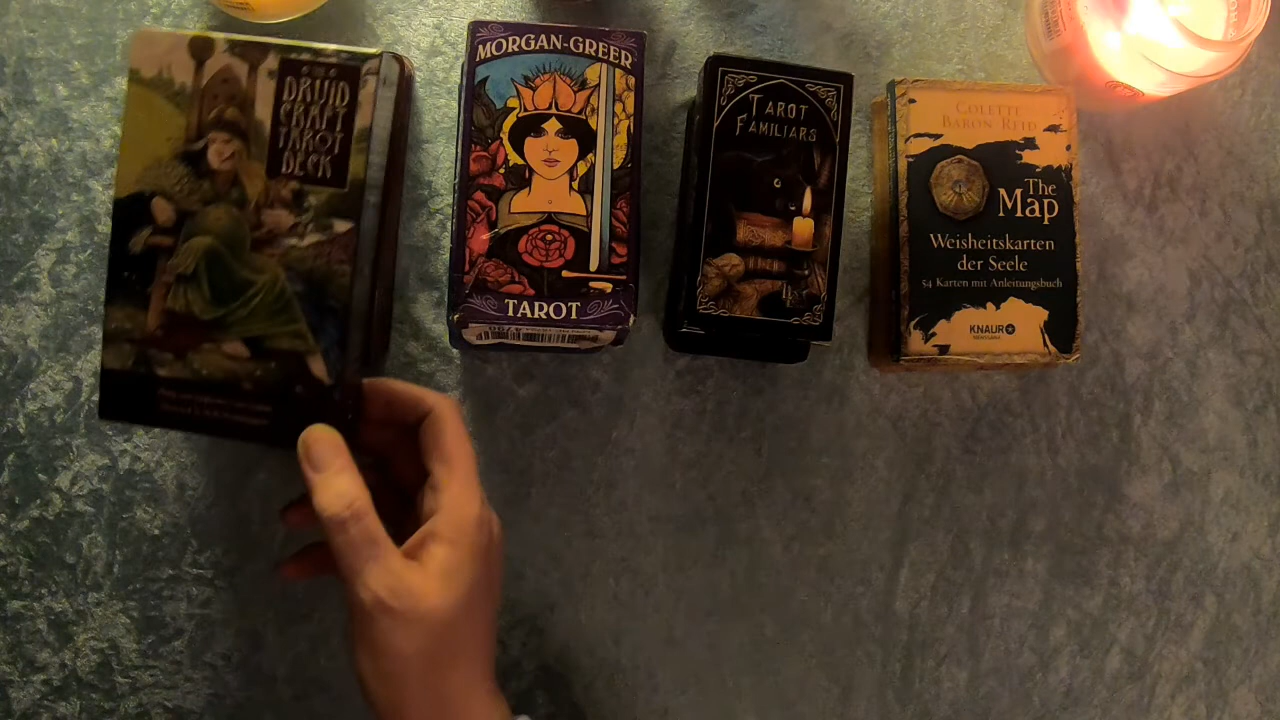 THE
DRUID
CRAFT
TAROT
DECK
MORGAN-GREER
TAROT
TAROT
FAMILIARS
COLETTE
BARON-REID
The
Map
Weisheitskarten
der Seele
54 Karten mit Anleitungsbuch
KNAUR